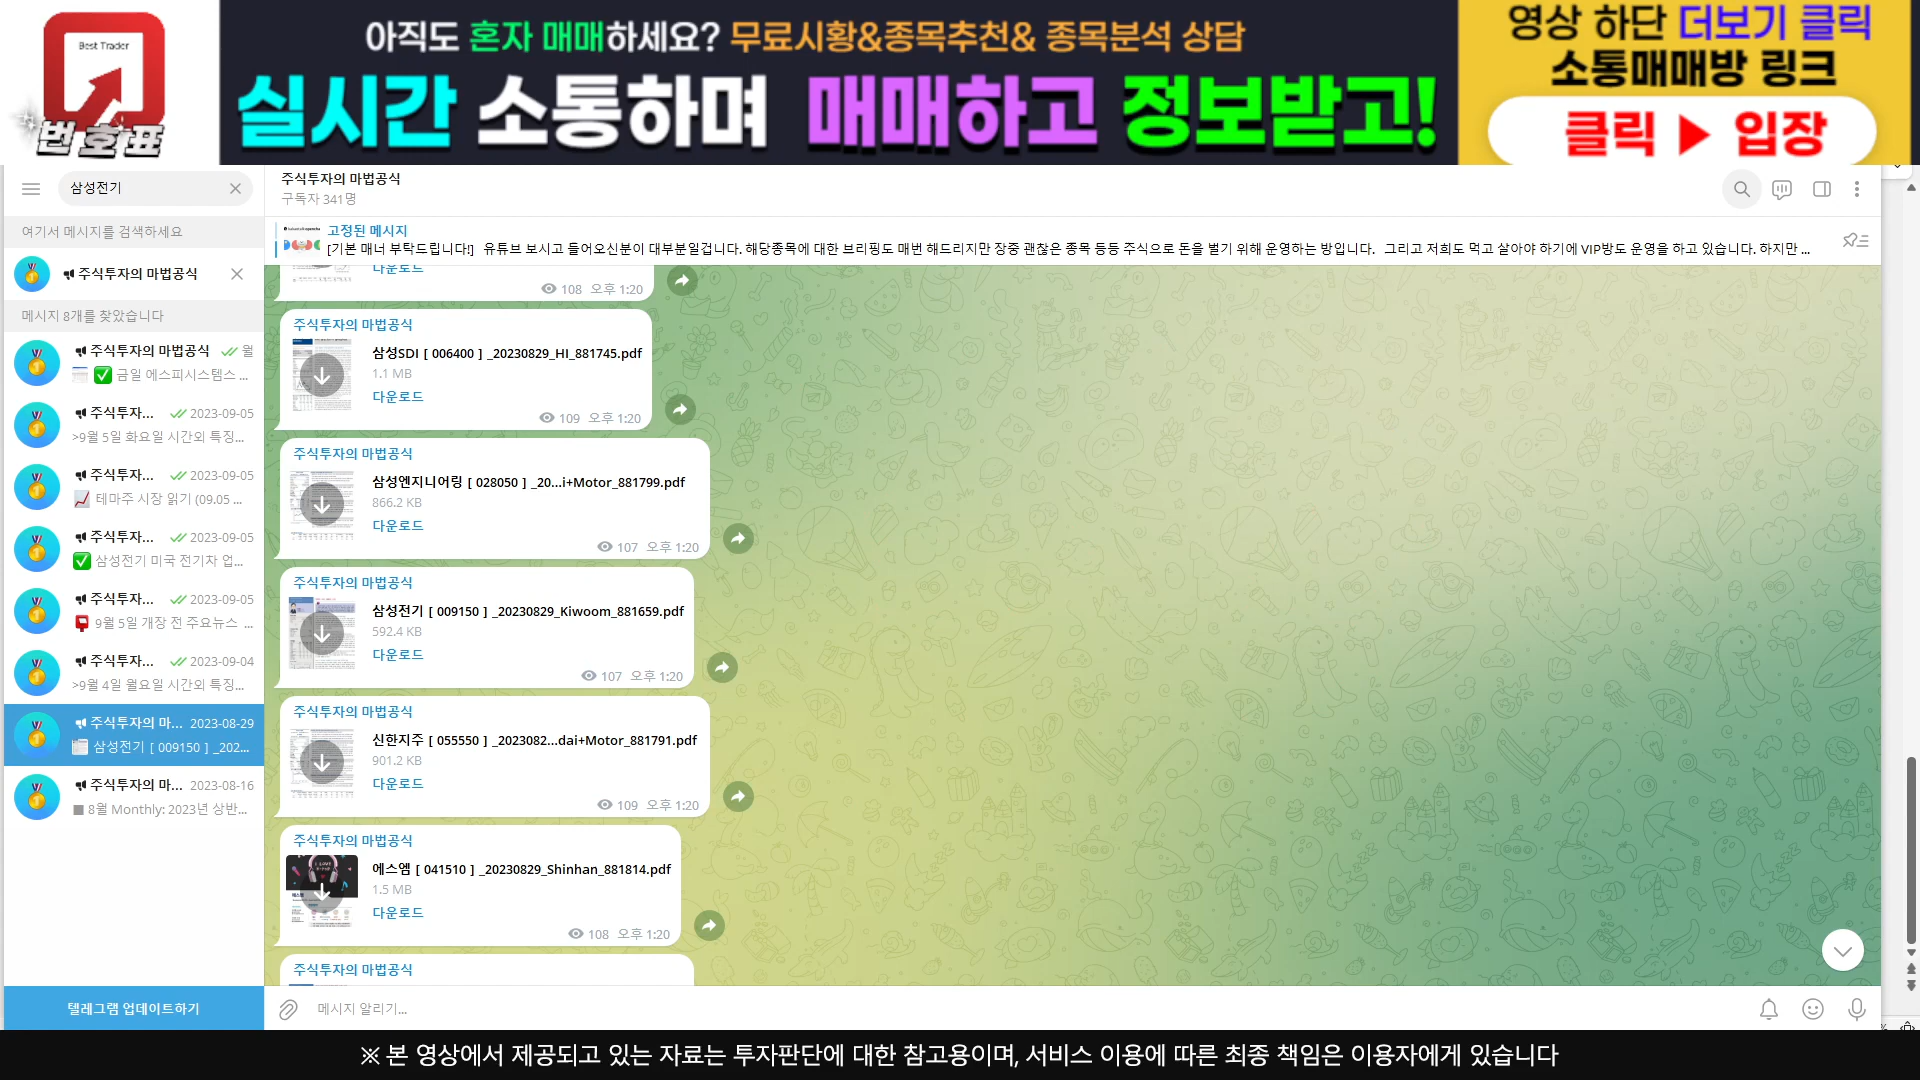 Best Trader
번호표
아직도 혼자 매매하세요? 무료시황&종목추천& 종목분석 상담
실시간 소통하며 매매하고 정보받고!
영상 하단 더보기 클릭
소통매매방 링크
클릭 ▶ 입장
삼성전기
여기서 메시지를 검색하세요
주식투자의 마법공식
메시지 8개를 찾았습니다
주식투자의 마법공식 월
✅ 금일 에스피시스템스 ...
주식투자... 2023-09-05
>9월 5일 화요일 시간외 특징...
주식투자... 2023-09-05
테마주 시장 읽기 (09.05 ...
주식투자... 2023-09-05
✅ 삼성전기 미국 전기차 업...
주식투자... 2023-09-05
9월 5일 개장 전 주요뉴스 ...
주식투자... 2023-09-04
>9월 4일 월요일 시간외 특징...
주식투자의 마... 2023-08-29
삼성전기 [ 009150 ] _202...
주식투자의 마... 2023-08-16
■ 8월 Monthly: 2023년 상반...
텔레그램 업데이트하기
주식투자의 마법공식
구독자 341명
고정된 메시지
[기본 매너 부탁드립니다!] 유튜브 보시고 들어오신분이 대부분일겁니다. 해당종목에 대한 브리핑도 매번 해드리지만 장중 괜찮은 종목 등등 주식으로 돈을 벌기 위해 운영하는 방입니다. 그리고 저희도 먹고 살아야 하기에 VIP방도 운영을 하고 있습니다. 하지만 ...
다운로드
108 오후 1:20
주식투자의 마법공식
삼성SDI [ 006400 ] _20230829_HI_881745.pdf
1.1 MB
다운로드
109 오후 1:20
주식투자의 마법공식
삼성엔지니어링 [ 028050 ] _20...i+Motor_881799.pdf
866.2 KB
다운로드
107 오후 1:20
주식투자의 마법공식
삼성전기 [ 009150 ] _20230829_Kiwoom_881659.pdf
592.4 KB
다운로드
107 오후 1:20
주식투자의 마법공식
신한지주 [ 055550 ] _2023082...dai+Motor_881791.pdf
901.2 KB
다운로드
109 오후 1:20
주식투자의 마법공식
에스엠 [ 041510 ] _20230829_Shinhan_881814.pdf
1.5 MB
다운로드
108 오후 1:20
주식투자의 마법공식
메시지 알리기...
※ 본 영상에서 제공되고 있는 자료는 투자판단에 대한 참고용이며, 서비스 이용에 따른 최종 책임은 이용자에게 있습니다